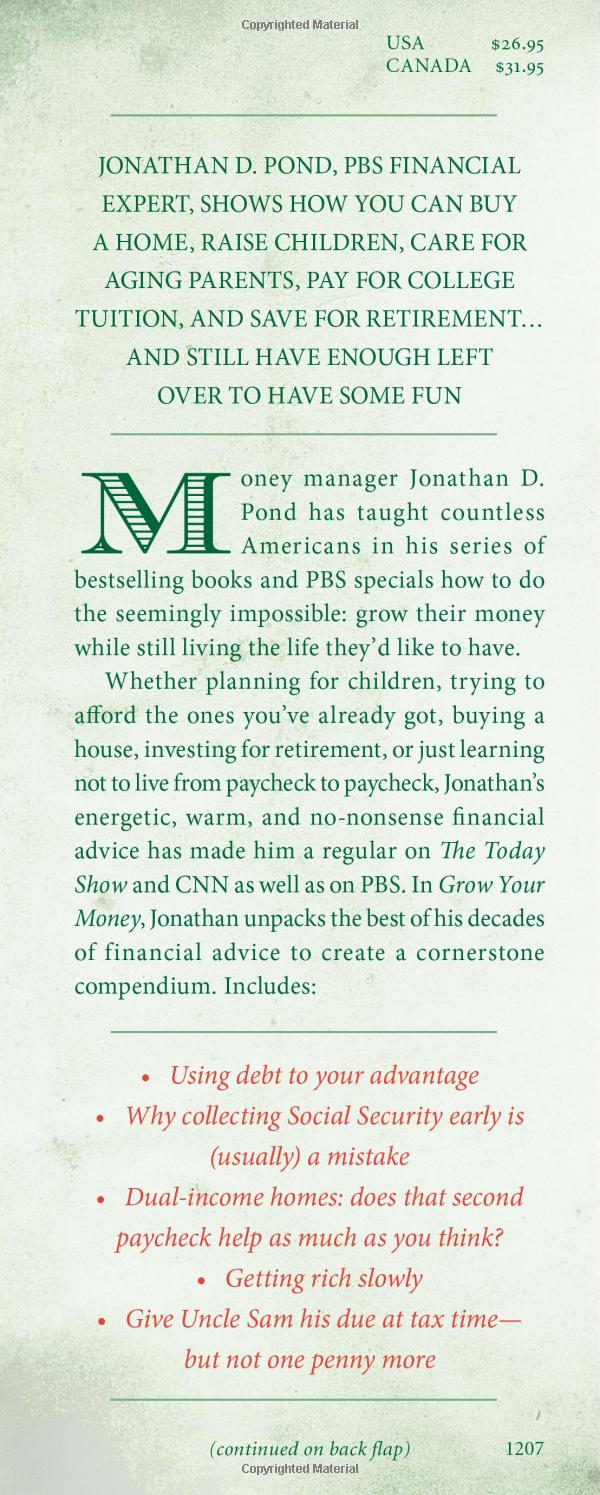 Copyrighted Material
USA $26.95
CANADA $31.95
JONATHAN D. POND, PBS FINANCIAL
EXPERT, SHOWS HOW YOU CAN BUY
A HOME, RAISE CHILDREN, CARE FOR
AGING PARENTS, PAY FOR COLLEGE
TUITION, AND SAVE FOR RETIREMENT…
AND STILL HAVE ENOUGH LEFT
OVER TO HAVE SOME FUN
Money manager Jonathan D.
Pond has taught countless
Americans in his series of
bestselling books and PBS specials how to do
the seemingly impossible: grow their money
while still living the life they’d like to have.
Whether planning for children, trying to
afford the ones you’ve already got, buying a
house, investing for retirement, or just learning
not to live from paycheck to paycheck, Jonathan’s
energetic, warm, and no-nonsense financial
advice has made him a regular on The Today
Show and CNN as well as on PBS. In Grow Your
Money, Jonathan unpacks the best of his decades
of financial advice to create a cornerstone
compendium. Includes:
• Using debt to your advantage
• Why collecting Social Security early is
(usually) a mistake
• Dual-income homes: does that second
paycheck help as much as you think?
• Getting rich slowly
• Give Uncle Sam his due at tax time—
but not one penny more
(continued on back flap) 1207
Copyrighted Material